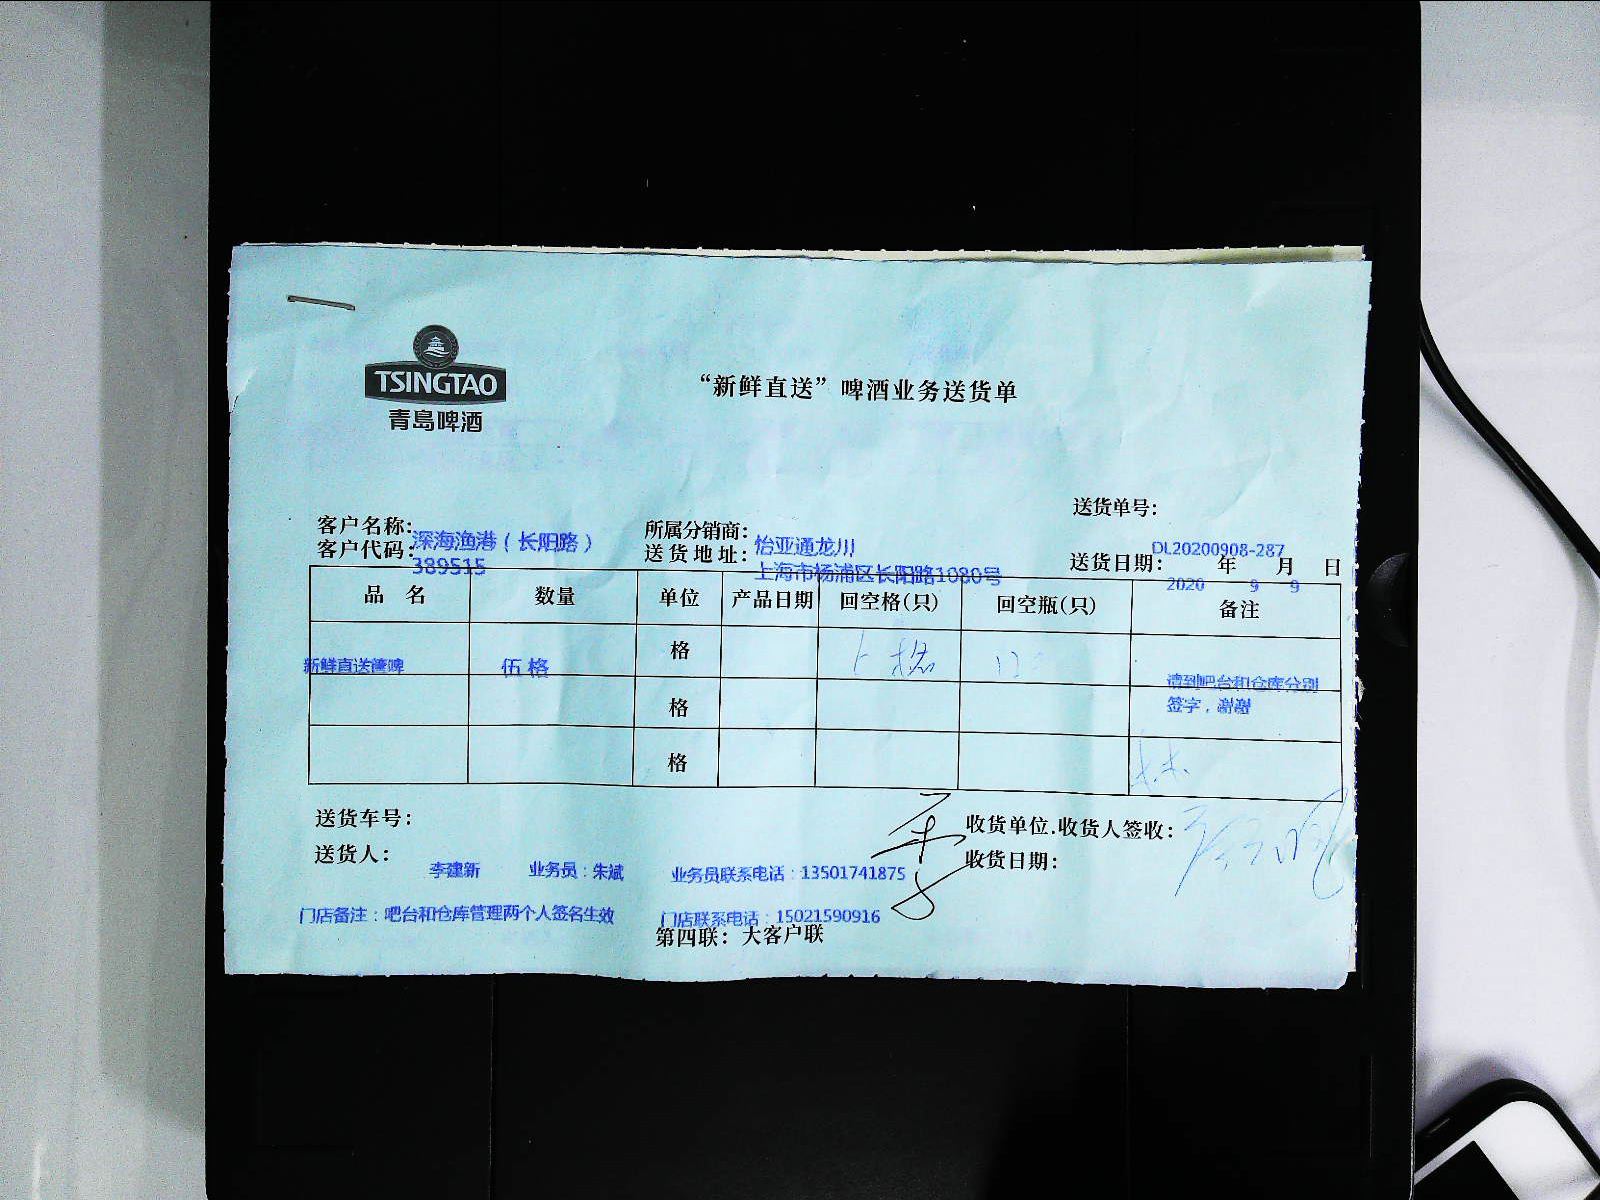 TSINGTAO
青岛啤酒
“新鲜直送”啤酒业务送货单
送货单号：
DL20200908-287
客户名称：深海渔港（长阳路）
所属分销商：怡亚通龙川
客户代码：389515
送货地址：上海市杨浦区长阳路1080号
送货日期：2020年9月9日
品 名 数量 单位 产品日期 回空格(只) 回空瓶(只) 备注
新鲜直送篓啤 伍格 格
请到吧台和仓库分别
签字，谢谢
格
格
送货车号：
收货单位.收货人签收：
送货人：李建新 业务员：朱斌 业务员联系电话：13501741875
收货日期：
门店备注：吧台和仓库管理两个人签名生效 门店联系电话：15021590916
第四联：大客户联